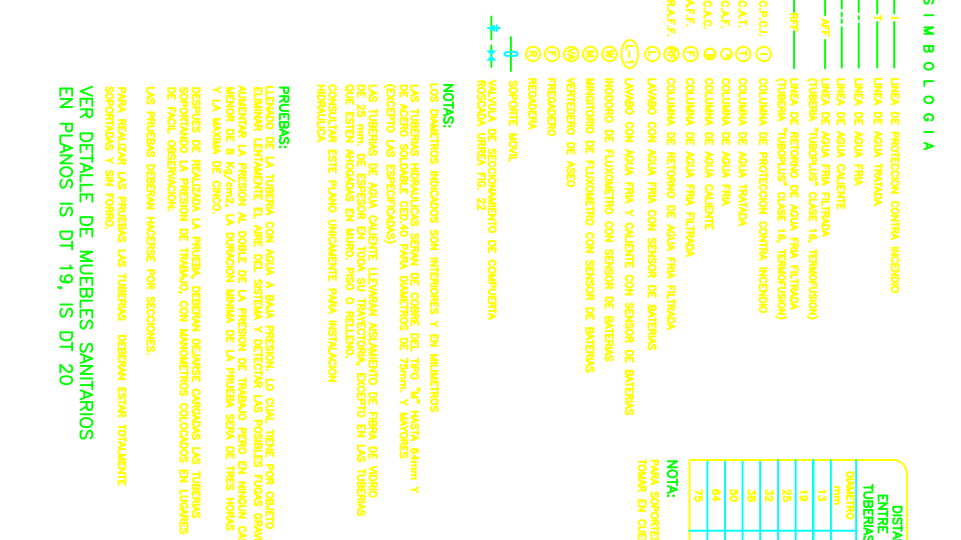 SIMBOLOGIA
I LINEA DE PROTECCION CONTRA INCENDIO
T LINEA DE AGUA TRATADA
LINEA DE AGUA FRIA
LINEA DE AGUA CALIENTE
AFF LINEA DE AGUA FRIA FILTRADA
(TUBERIA "TUBOPLUS" CLASE 16, TERMOFUSION)
RFF LINEA DE RETORNO DE AGUA FRIA FILTRADA
(TUBERIA "TUBOPLUS" CLASE 16, TERMOFUSION)
C.P.C.I. I COLUMNA DE PROTECCION CONTRA INCENDIO
C.A.T. T COLUMNA DE AGUA TRATADA
C.A.F. COLUMNA DE AGUA FRIA
C.A.C. COLUMNA DE AGUA CALIENTE
A.F.F. F COLUMNA DE AGUA FRIA FILTRADA
R.A.F.F. COLUMNA DE RETORNO DE AGUA FRIA FILTRADA
L LAVABO CON AGUA FRIA CON SENSOR DE BATERIAS
L-1 LAVABO CON AGUA FRIA Y CALIENTE CON SENSOR DE BATERIAS
INODORO DE FLUXOMETRO CON SENSOR DE BATERIAS
M MINGITORIO DE FLUXOMETRO CON SENSOR DE BATERIAS
VA VERTEDERO DE ASEO
F FREGADERO
R REGADERA
SOPORTE MOVIL
VALVULA DE SECCIONAMIENTO DE COMPUERTA
ROSCADA URREA FIG. 22
NOTAS:
LOS DIAMETROS INDICADOS SON INTERIORES Y EN MILIMETROS
LAS TUBERIAS HIDRAULICAS SERAN DE COBRE DEL TIPO "M" HASTA 64mm Y
DE ACERO SOLDABLE CED.40 PARA DIAMETROS DE 75mm. Y MAYORES
(EXCEPTO LAS ESPECIFICADAS)
LAS TUBERIAS DE AGUA CALIENTE LLEVARAN AISLAMIENTO DE FIBRA DE VIDRIO
DE 25 mm. DE ESPESOR EN TODA SU TRAYECTORIA, EXCEPTO EN LAS TUBERIAS
QUE ESTEN AHOGADAS EN MURO, PISO O RELLENO.
CONSULTAR ESTE PLANO UNICAMENTE PARA INSTALACION
HIDRAULICA
PRUEBAS:
LLENADO DE LA TUBERIA CON AGUA A BAJA PRESION, LO CUAL TIENE POR OBJETO
ELIMINAR LENTAMENTE EL AIRE DEL SISTEMA Y DETECTAR LAS POSIBLES FUGAS GRAV
AUMENTAR LA PRESION AL DOBLE DE LA PRESION DE TRABAJO PERO EN NINGUN CA
MENOR DE 8 Kg/cm2. LA DURACION MINIMA DE LA PRUEBA SERA DE TRES HORAS
Y LA MAXIMA DE CINCO.
DESPUES DE REALIZADA LA PRUEBA, DEBERAN DEJARSE CARGADAS LAS TUBERIAS
SOPORTANDO LA PRESION DE TRABAJO, CON MANOMETROS COLOCADOS EN LUGARES
DE FACIL OBSERVACION.
LAS PRUEBAS DEBERAN HACERSE POR SECCIONES.
PARA REALIZAR LAS PRUEBAS LAS TUBERIAS DEBERAN ESTAR TOTALMENTE
SOPORTADAS Y SIN FORRO.
VER DETALLE DE MUEBLES SANITARIOS
EN PLANOS IS DT 19, IS DT 20
DISTA
ENTRE
TUBERIAS
DIAMETRO
mm
13
19
25
32
38
50
64
75
NOTA:
PARA SOPORTE
TOMAR EN CUE